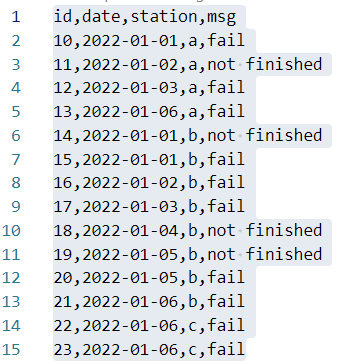 1 id,date,station,msg
2 10,2022-01-01,a,fail
3 11,2022-01-02,a,not finished
4 12,2022-01-03,a,fail
5 13,2022-01-06,a,fail
6 14,2022-01-01,b,not finished
7 15,2022-01-01,b,fail
8 16,2022-01-02,b,fail
9 17,2022-01-03,b,fail
10 18,2022-01-04,b,not finished
11 19,2022-01-05,b,not finished
12 20,2022-01-05,b,fail
13 21,2022-01-06,b,fail
14 22,2022-01-06,c,fail
15 23,2022-01-06,c,fail